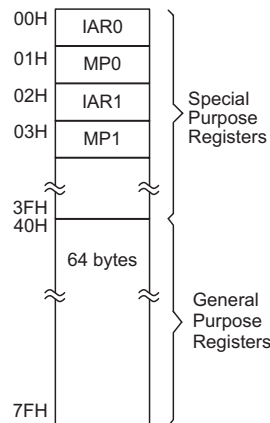 00H
IAR0
01H
MP0
02H
IAR1
03H
MP1
Special
Purpose
Registers
3FH
40H
64 bytes
General
Purpose
Registers
7FH